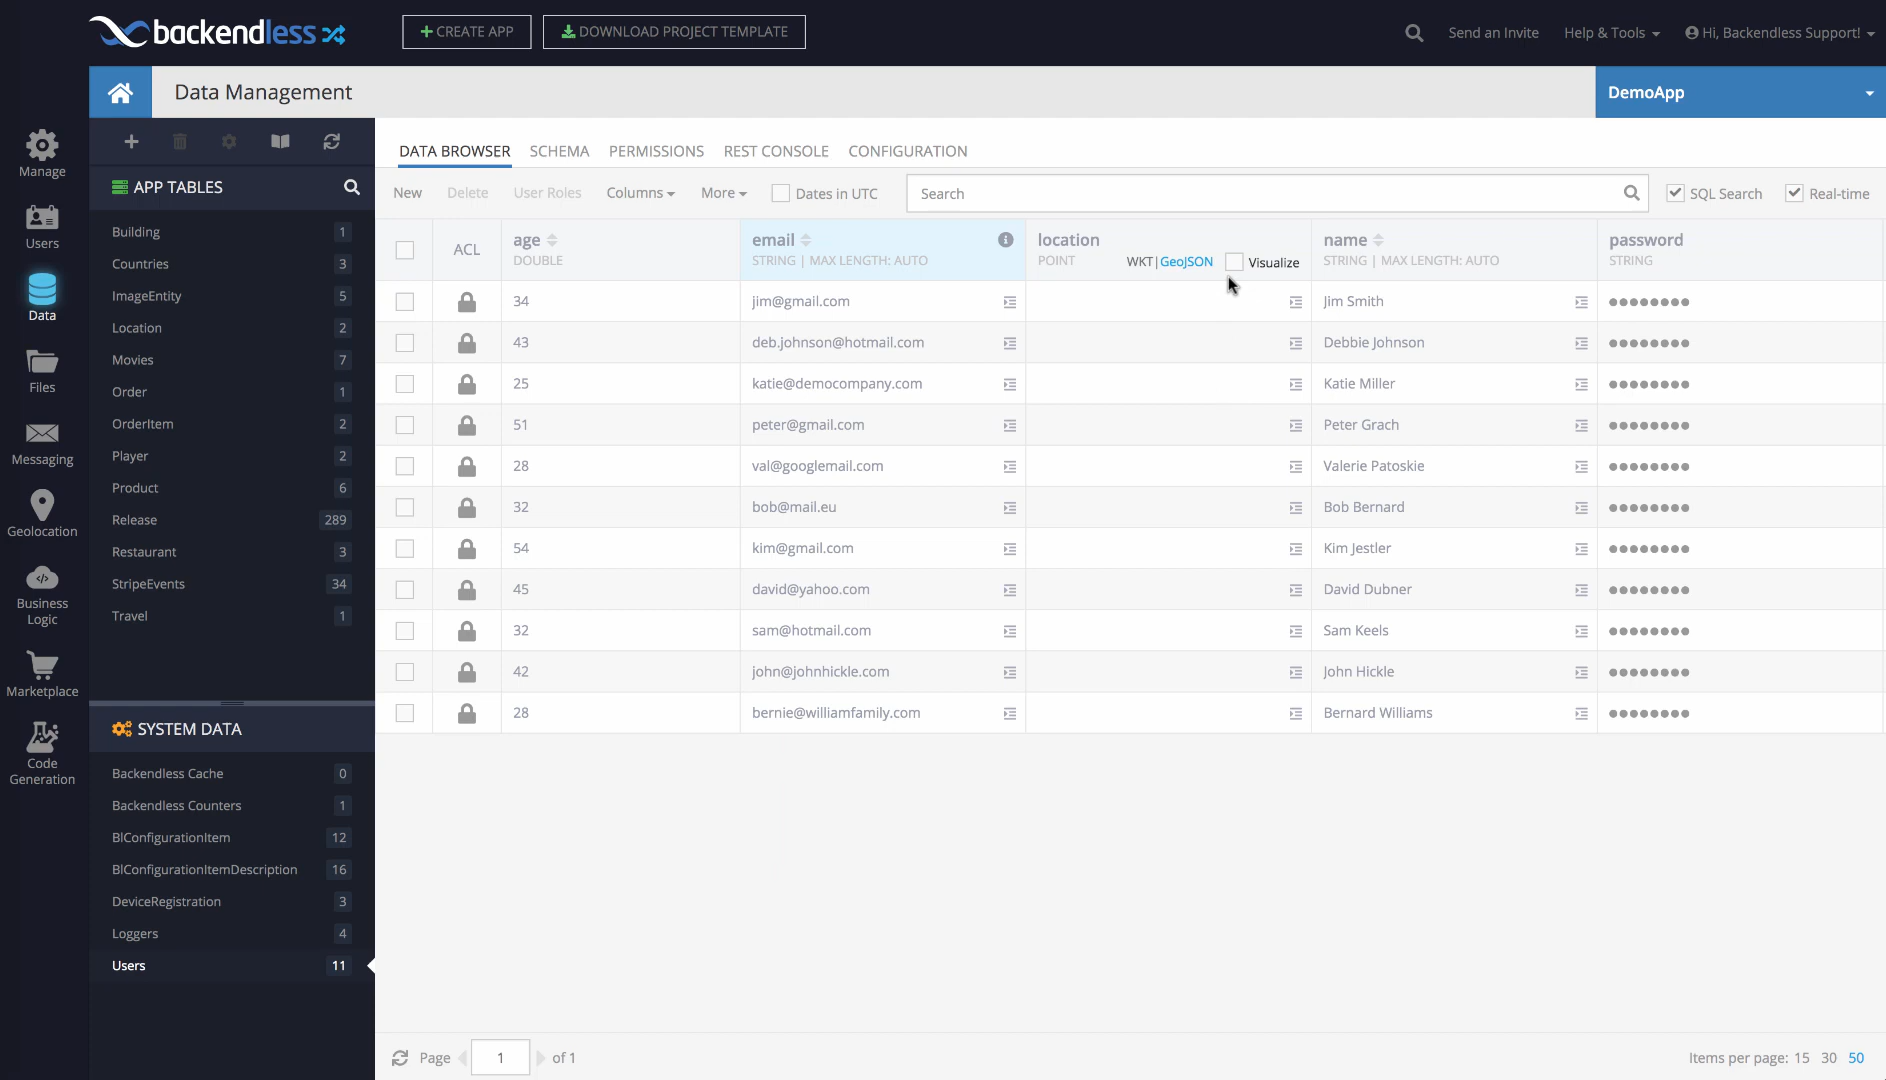 backendless
CREATE APP
DOWNLOAD PROJECT TEMPLATE
Send an Invite
Help & Tools
Hi, Backendless Support!
Data Management
DemoApp
Manage
Users
Data
Files
Messaging
Geolocation
Business
Logic
Marketplace
Code
Generation
APP TABLES
Building 1
Countries 3
ImageEntity 5
Location 2
Movies 7
Order 1
OrderItem 2
Player 2
Product 6
Release 289
Restaurant 3
StripeEvents 34
Travel 1
SYSTEM DATA
Backendless Cache 0
Backendless Counters 1
BlConfigurationItem 12
BlConfigurationItemDescription 16
DeviceRegistration 3
Loggers 4
Users 11
DATA BROWSER SCHEMA PERMISSIONS REST CONSOLE CONFIGURATION
New Delete User Roles Columns More Dates in UTC Search SQL Search Real-time
ACL age email location name password
DOUBLE STRING | MAX LENGTH: AUTO POINT WKT|GeoJSON Visualize STRING | MAX LENGTH: AUTO STRING
34 jim@gmail.com Jim Smith ●●●●●●●●
43 deb.johnson@hotmail.com Debbie Johnson ●●●●●●●●
25 katie@democompany.com Katie Miller ●●●●●●●●
51 peter@gmail.com Peter Grach ●●●●●●●●
28 val@googlemail.com Valerie Patoskie ●●●●●●●●
32 bob@mail.eu Bob Bernard ●●●●●●●●
54 kim@gmail.com Kim Jestler ●●●●●●●●
45 david@yahoo.com David Dubner ●●●●●●●●
32 sam@hotmail.com Sam Keels ●●●●●●●●
42 john@johnhickle.com John Hickle ●●●●●●●●
28 bernie@williamfamily.com Bernard Williams ●●●●●●●●
Page 1 of 1
Items per page: 15 30 50